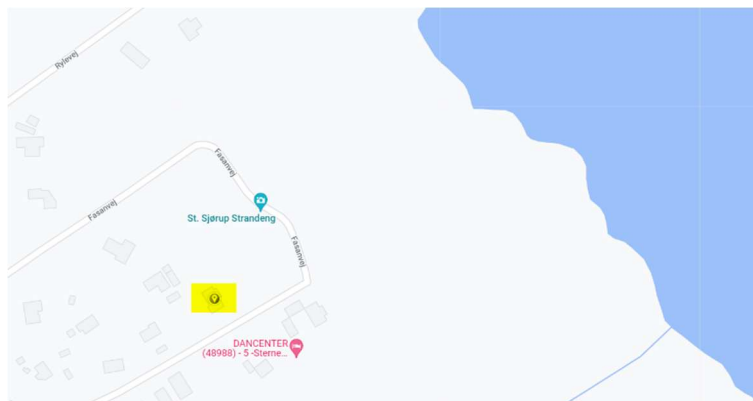 Rylevej
Fasanvej
Fasanvej
St. Sjørup Strandeng
Fasanvej
DANCENTER
(48988) - 5 -Sterne...